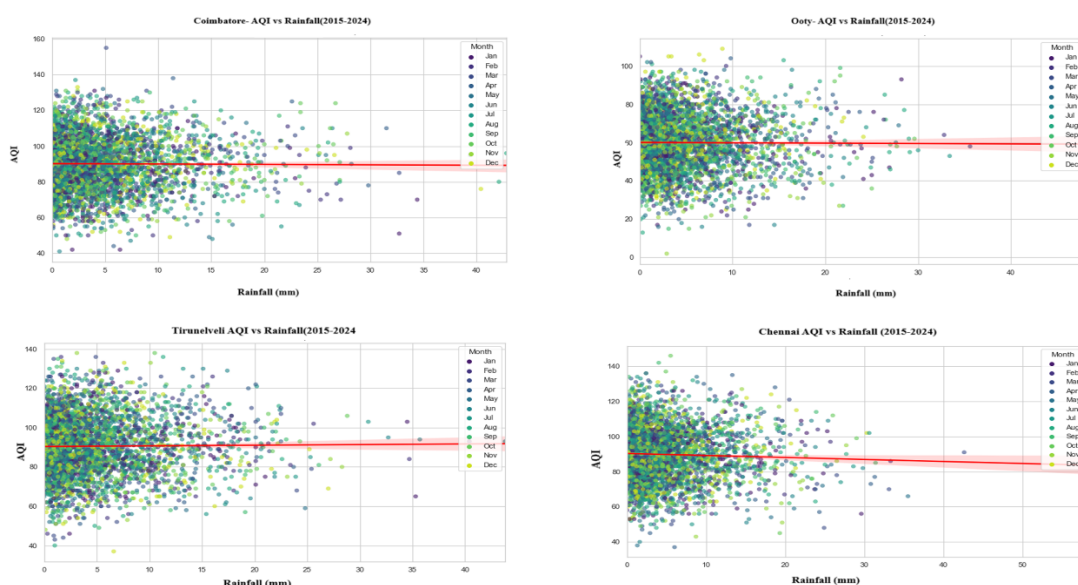 Coimbatore- AQI vs Rainfall(2015-2024)
160
140
120
100
80
60
40
AQI
0 5 10 15 20 25 30 35 40
Rainfall (mm)
Month
Jan
Feb
Mar
Apr
May
Jun
Jul
Aug
Sep
Oct
Nov
Dec
Ooty- AQI vs Rainfall(2015-2024)
100
80
60
40
20
0
AQI
0 10 20 30 40
Rainfall (mm)
Month
Jan
Feb
Mar
Apr
May
Jun
Jul
Aug
Sep
Oct
Nov
Dec
Tirunelveli AQI vs Rainfall(2015-2024
140
120
100
80
60
40
AQI
0 5 10 15 20 25 30 35 40
Rainfall (mm)
Month
Jan
Feb
Mar
Apr
May
Jun
Jul
Aug
Sep
Oct
Nov
Dec
Chennai AQI vs Rainfall (2015-2024)
140
120
100
80
60
40
AQI
0 10 20 30 40 50
Rainfall (mm)
Month
Jan
Feb
Mar
Apr
May
Jun
Jul
Aug
Sep
Oct
Nov
Dec